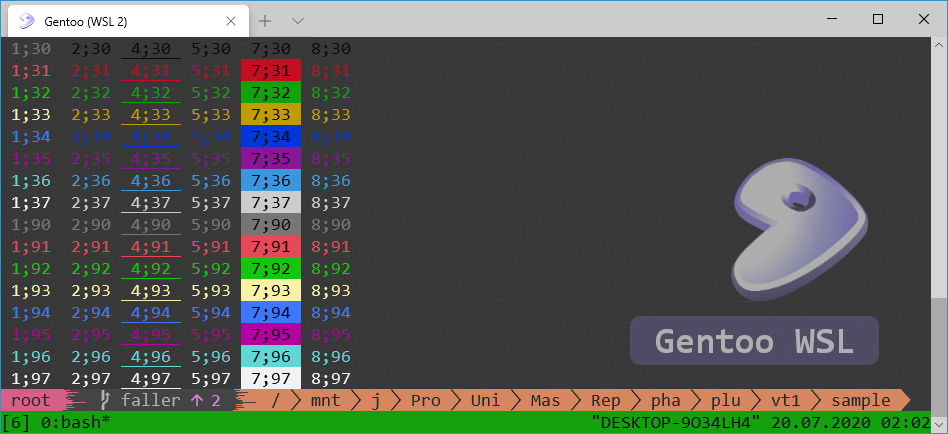 Gentoo (WSL 2)
1;30 2;30 4;30 5;30 7;30 8;30
1;31 2;31 4;31 5;31 7;31 8;31
1;32 2;32 4;32 5;32 7;32 8;32
1;33 2;33 4;33 5;33 7;33 8;33
1;34 2;34 4;34 5;34 7;34 8;34
1;35 2;35 4;35 5;35 7;35 8;35
1;36 2;36 4;36 5;36 7;36 8;36
1;37 2;37 4;37 5;37 7;37 8;37
1;90 2;90 4;90 5;90 7;90 8;90
1;91 2;91 4;91 5;91 7;91 8;91
1;92 2;92 4;92 5;92 7;92 8;92
1;93 2;93 4;93 5;93 7;93 8;93
1;94 2;94 4;94 5;94 7;94 8;94
1;95 2;95 4;95 5;95 7;95 8;95
1;96 2;96 4;96 5;96 7;96 8;96
1;97 2;97 4;97 5;97 7;97 8;97
Gentoo WSL
root faller ↑ 2 / mnt j Pro Uni Mas Rep pha plu vt1 sample
[6] 0:bash* "DESKTOP-9O34LH4" 20.07.2020 02:02